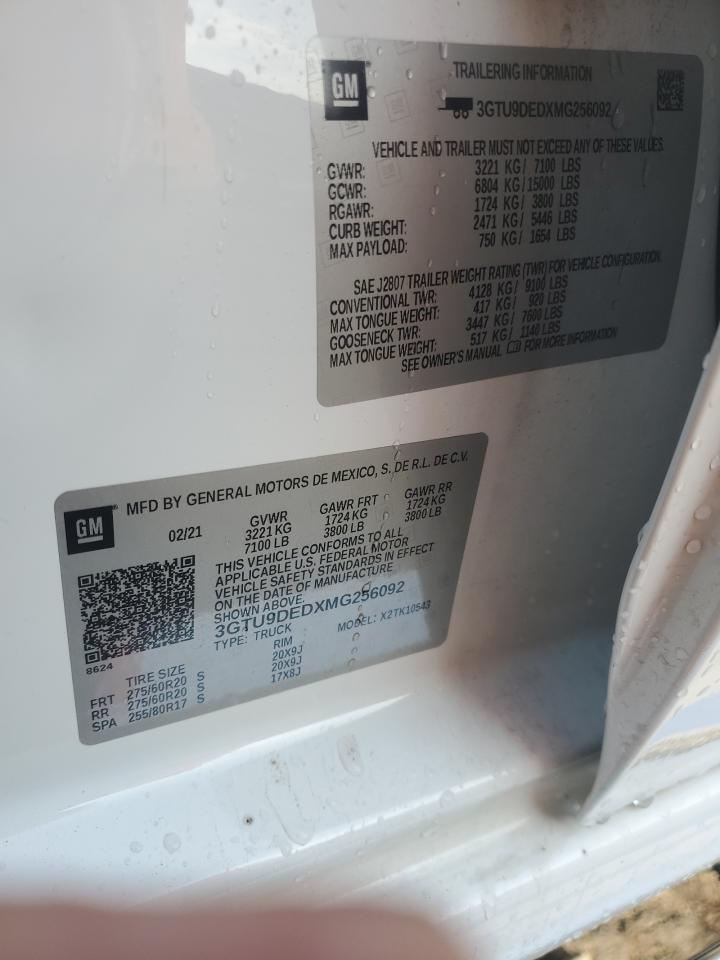 GM
TRAILERING INFORMATION
3GTU9DEDXMG256092
VEHICLE AND TRAILER MUST NOT EXCEED ANY OF THESE VALUES.
GVWR: 3221 KG/ 7100 LBS
GCWR: 6804 KG/ 15000 LBS
RGAWR: 1724 KG/ 3800 LBS
CURB WEIGHT: 2471 KG/ 5446 LBS
MAX PAYLOAD: 750 KG/ 1654 LBS
SAE J2807 TRAILER WEIGHT RATING (TWR) FOR VEHICLE CONFIGURATION.
CONVENTIONAL TWR: 4128 KG/ 9100 LBS
MAX TONGUE WEIGHT: 417 KG/ 920 LBS
GOOSENECK TWR: 3447 KG/ 7600 LBS
MAX TONGUE WEIGHT: 517 KG/ 1140 LBS
SEE OWNER'S MANUAL FOR MORE INFORMATION
GM
MFD BY GENERAL MOTORS DE MEXICO, S. DE R.L. DE C.V.
02/21 GVWR GAWR FRT GAWR RR
3221 KG 1724 KG 1724 KG
7100 LB 3800 LB 3800 LB
THIS VEHICLE CONFORMS TO ALL
APPLICABLE U.S. FEDERAL MOTOR
VEHICLE SAFETY STANDARDS IN EFFECT
ON THE DATE OF MANUFACTURE
SHOWN ABOVE.
3GTU9DEDXMG256092
TYPE: TRUCK MODEL: X2TK10543
8624
TIRE SIZE RIM
FRT 275/60R20 S 20X9J
RR 275/60R20 S 20X9J
SPA 255/80R17 S 17X8J